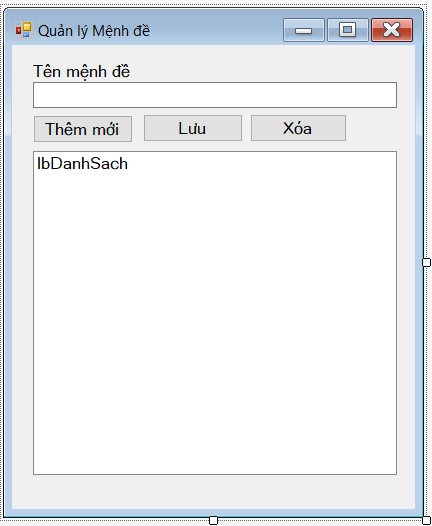 Quản lý Mệnh đề
Tên mệnh đề
Thêm mới Lưu Xóa
lbDanhSach